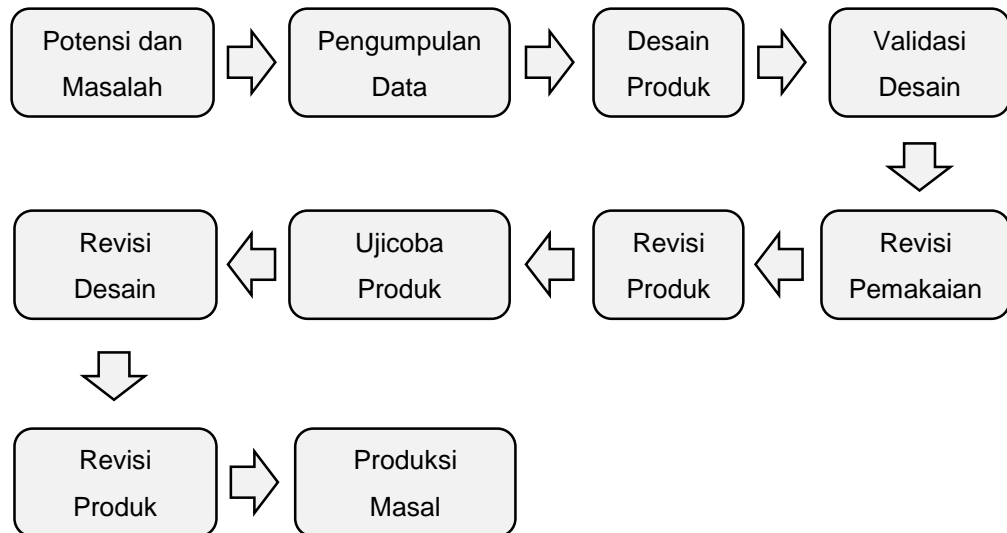 Potensi dan
Masalah
Pengumpulan
Data
Desain
Produk
Validasi
Desain
Revisi
Desain
Ujicoba
Produk
Revisi
Produk
Revisi
Pemakaian
Revisi
Produk
Produksi
Masal